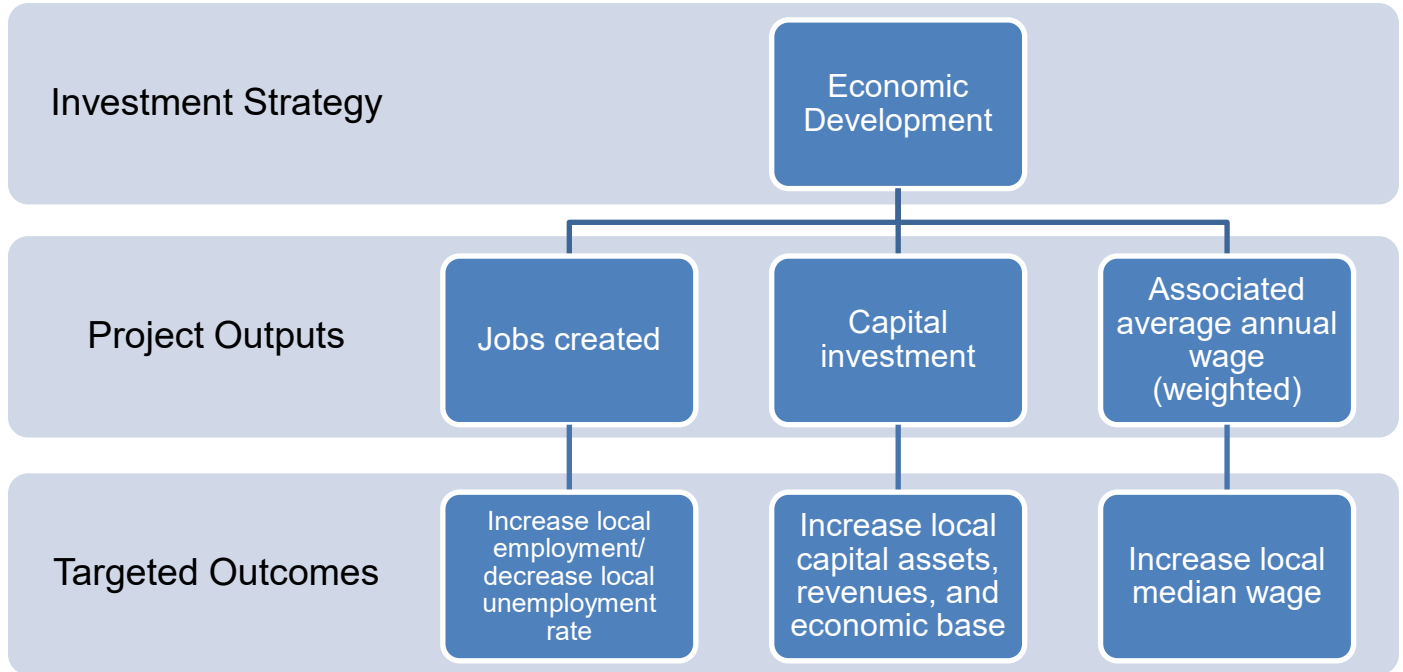 Investment Strategy
Economic
Development
Project Outputs
Jobs created
Capital
investment
Associated
average annual
wage
(weighted)
Targeted Outcomes
Increase local
employment/
decrease local
unemployment
rate
Increase local
capital assets,
revenues, and
economic base
Increase local
median wage